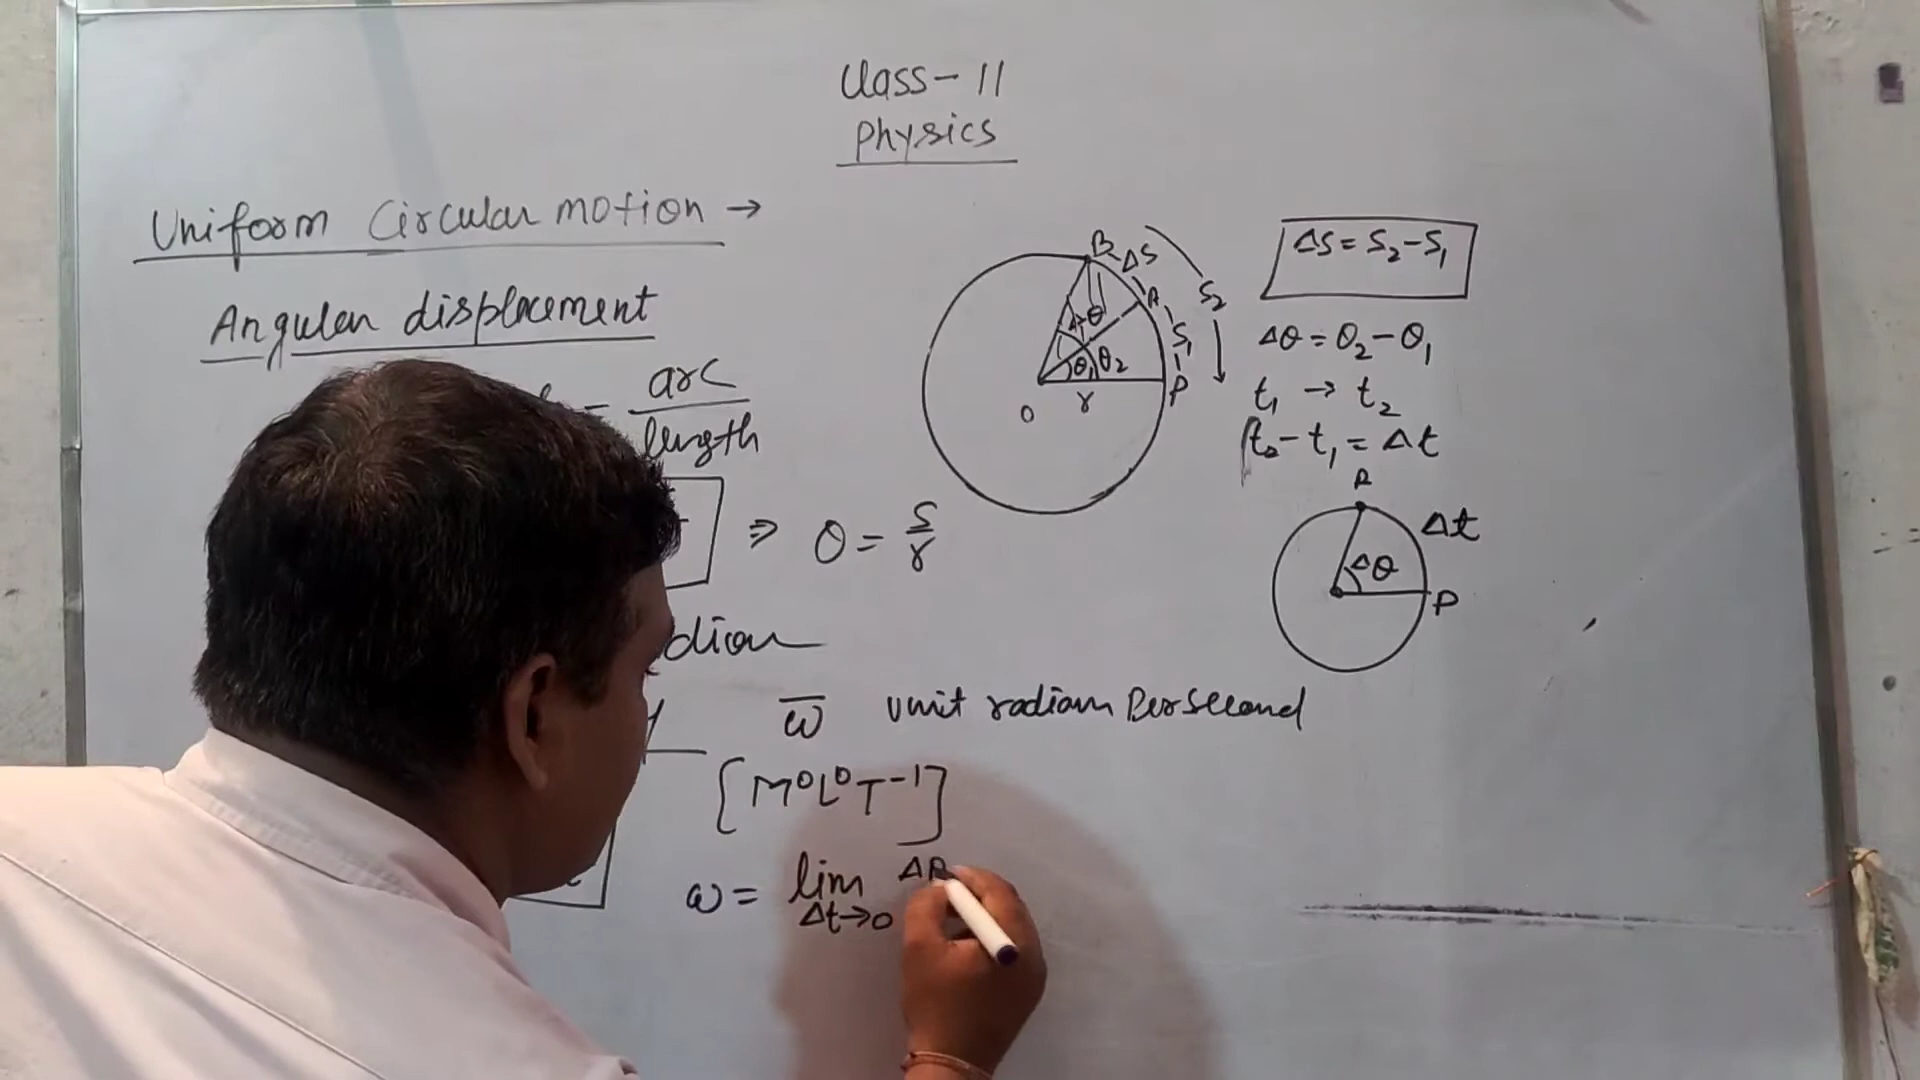 Class-11
Physics
Uniform Circular motion →
Angular displacement
= arc / length
⇒ θ = s/r
dian
ω̄ unit radian Per second
[M⁰L⁰T⁻¹]
ω = lim Δt→0 Δθ
B
ΔS
A
S₂
S₁
Δθ
θ₁ θ₂
O
r
P
ΔS = S₂-S₁
Δθ = θ₂-θ₁
t₁ → t₂
t₂-t₁ = Δt
A
Δt
Δθ
P